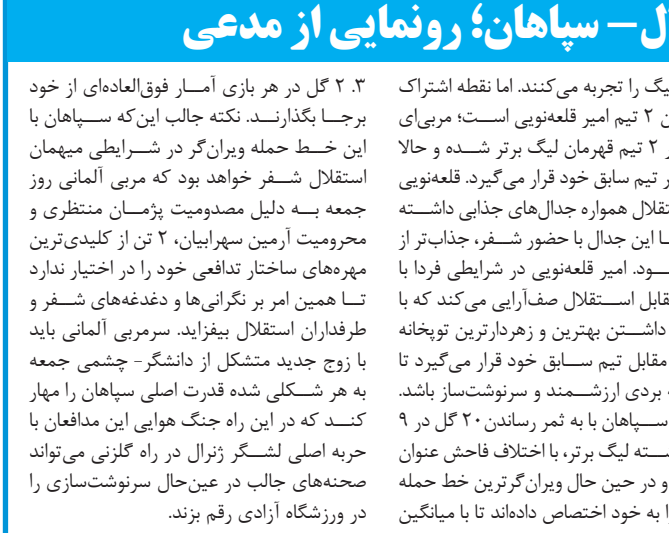 – سپاهان؛ رونمایی از مدعی
را تجربه می‌کنند. اما نقطه اشتراک
۲ تیم امیر قلعه‌نویی است؛ مربی‌ای
۲ تیم قهرمان لیگ برتر شده و حالا
تیم سابق خود قرار می‌گیرد. قلعه‌نویی
همواره جدال‌های جذابی داشته
این جدال با حضور شفر، جذاب‌تر از
امیر قلعه‌نویی در شرایطی فردا با
استقلال صف‌آرایی می‌کند که با
داشتن بهترین و زهردارترین توپخانه
مقابل تیم سابق خود قرار می‌گیرد تا
بردی ارزشمند و سرنوشت‌ساز باشد.
سپاهان با به ثمر رساندن ۲۰ گل در ۹
لیگ برتر، با اختلاف فاحش عنوان
و در حین حال ویران‌گرترین خط حمله
به خود اختصاص داده‌اند تا با میانگین
۳. ۲ گل در هر بازی آمار فوق‌العاده‌ای از خود
برجا بگذارند. نکته جالب این‌که سپاهان با
این خط حمله ویران‌گر در شرایطی میهمان
استقلال شفر خواهد بود که مربی آلمانی روز
جمعه به دلیل مصدومیت پژمان منتظری و
محرومیت آرمین سهرابیان، ۲ تن از کلیدی‌ترین
مهره‌های ساختار تدافعی خود را در اختیار ندارد
تا همین امر بر نگرانی‌ها و دغدغه‌های شفر و
طرفداران استقلال بیفزاید. سرمربی آلمانی باید
با زوج جدید متشکل از دانشگر- چشمی جمعه
به هر شکلی شده قدرت اصلی سپاهان را مهار
کند که در این راه جنگ هوایی این مدافعان با
حربه اصلی لشگر ژنرال در راه گلزنی می‌تواند
صحنه‌های جالب در عین‌حال سرنوشت‌سازی را
در ورزشگاه آزادی رقم بزند.